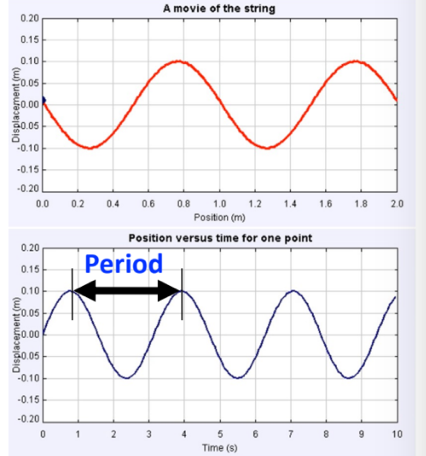 A movie of the string
0.20
0.15
0.10
0.05
0.00
-0.05
-0.10
-0.15
-0.20
Displacement (m)
0.0 0.2 0.4 0.6 0.8 1.0 1.2 1.4 1.6 1.8 2.0
Position (m)
Position versus time for one point
0.20
0.15
0.10
0.05
0.00
-0.05
-0.10
-0.15
-0.20
Displacement (m)
Period
0 1 2 3 4 5 6 7 8 9 10
Time (s)